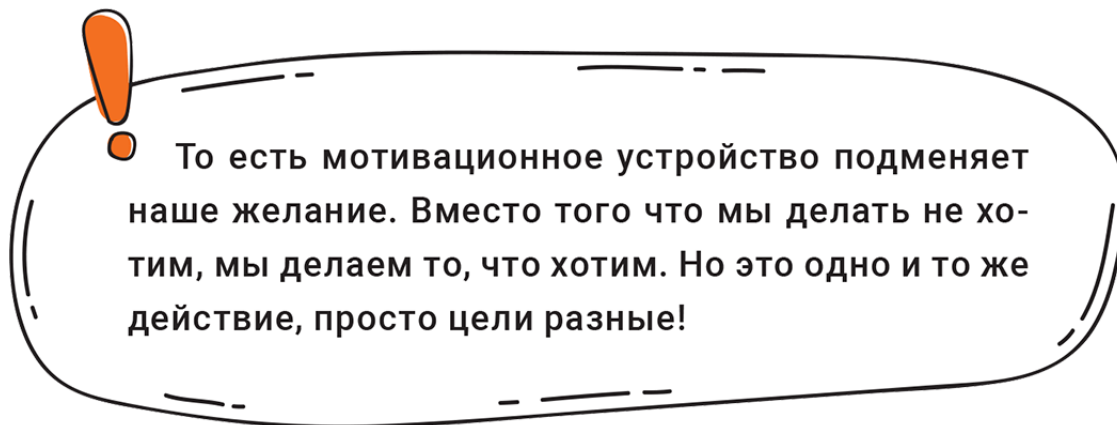 То есть мотивационное устройство подменяет
наше желание. Вместо того что мы делать не хо-
тим, мы делаем то, что хотим. Но это одно и то же
действие, просто цели разные!